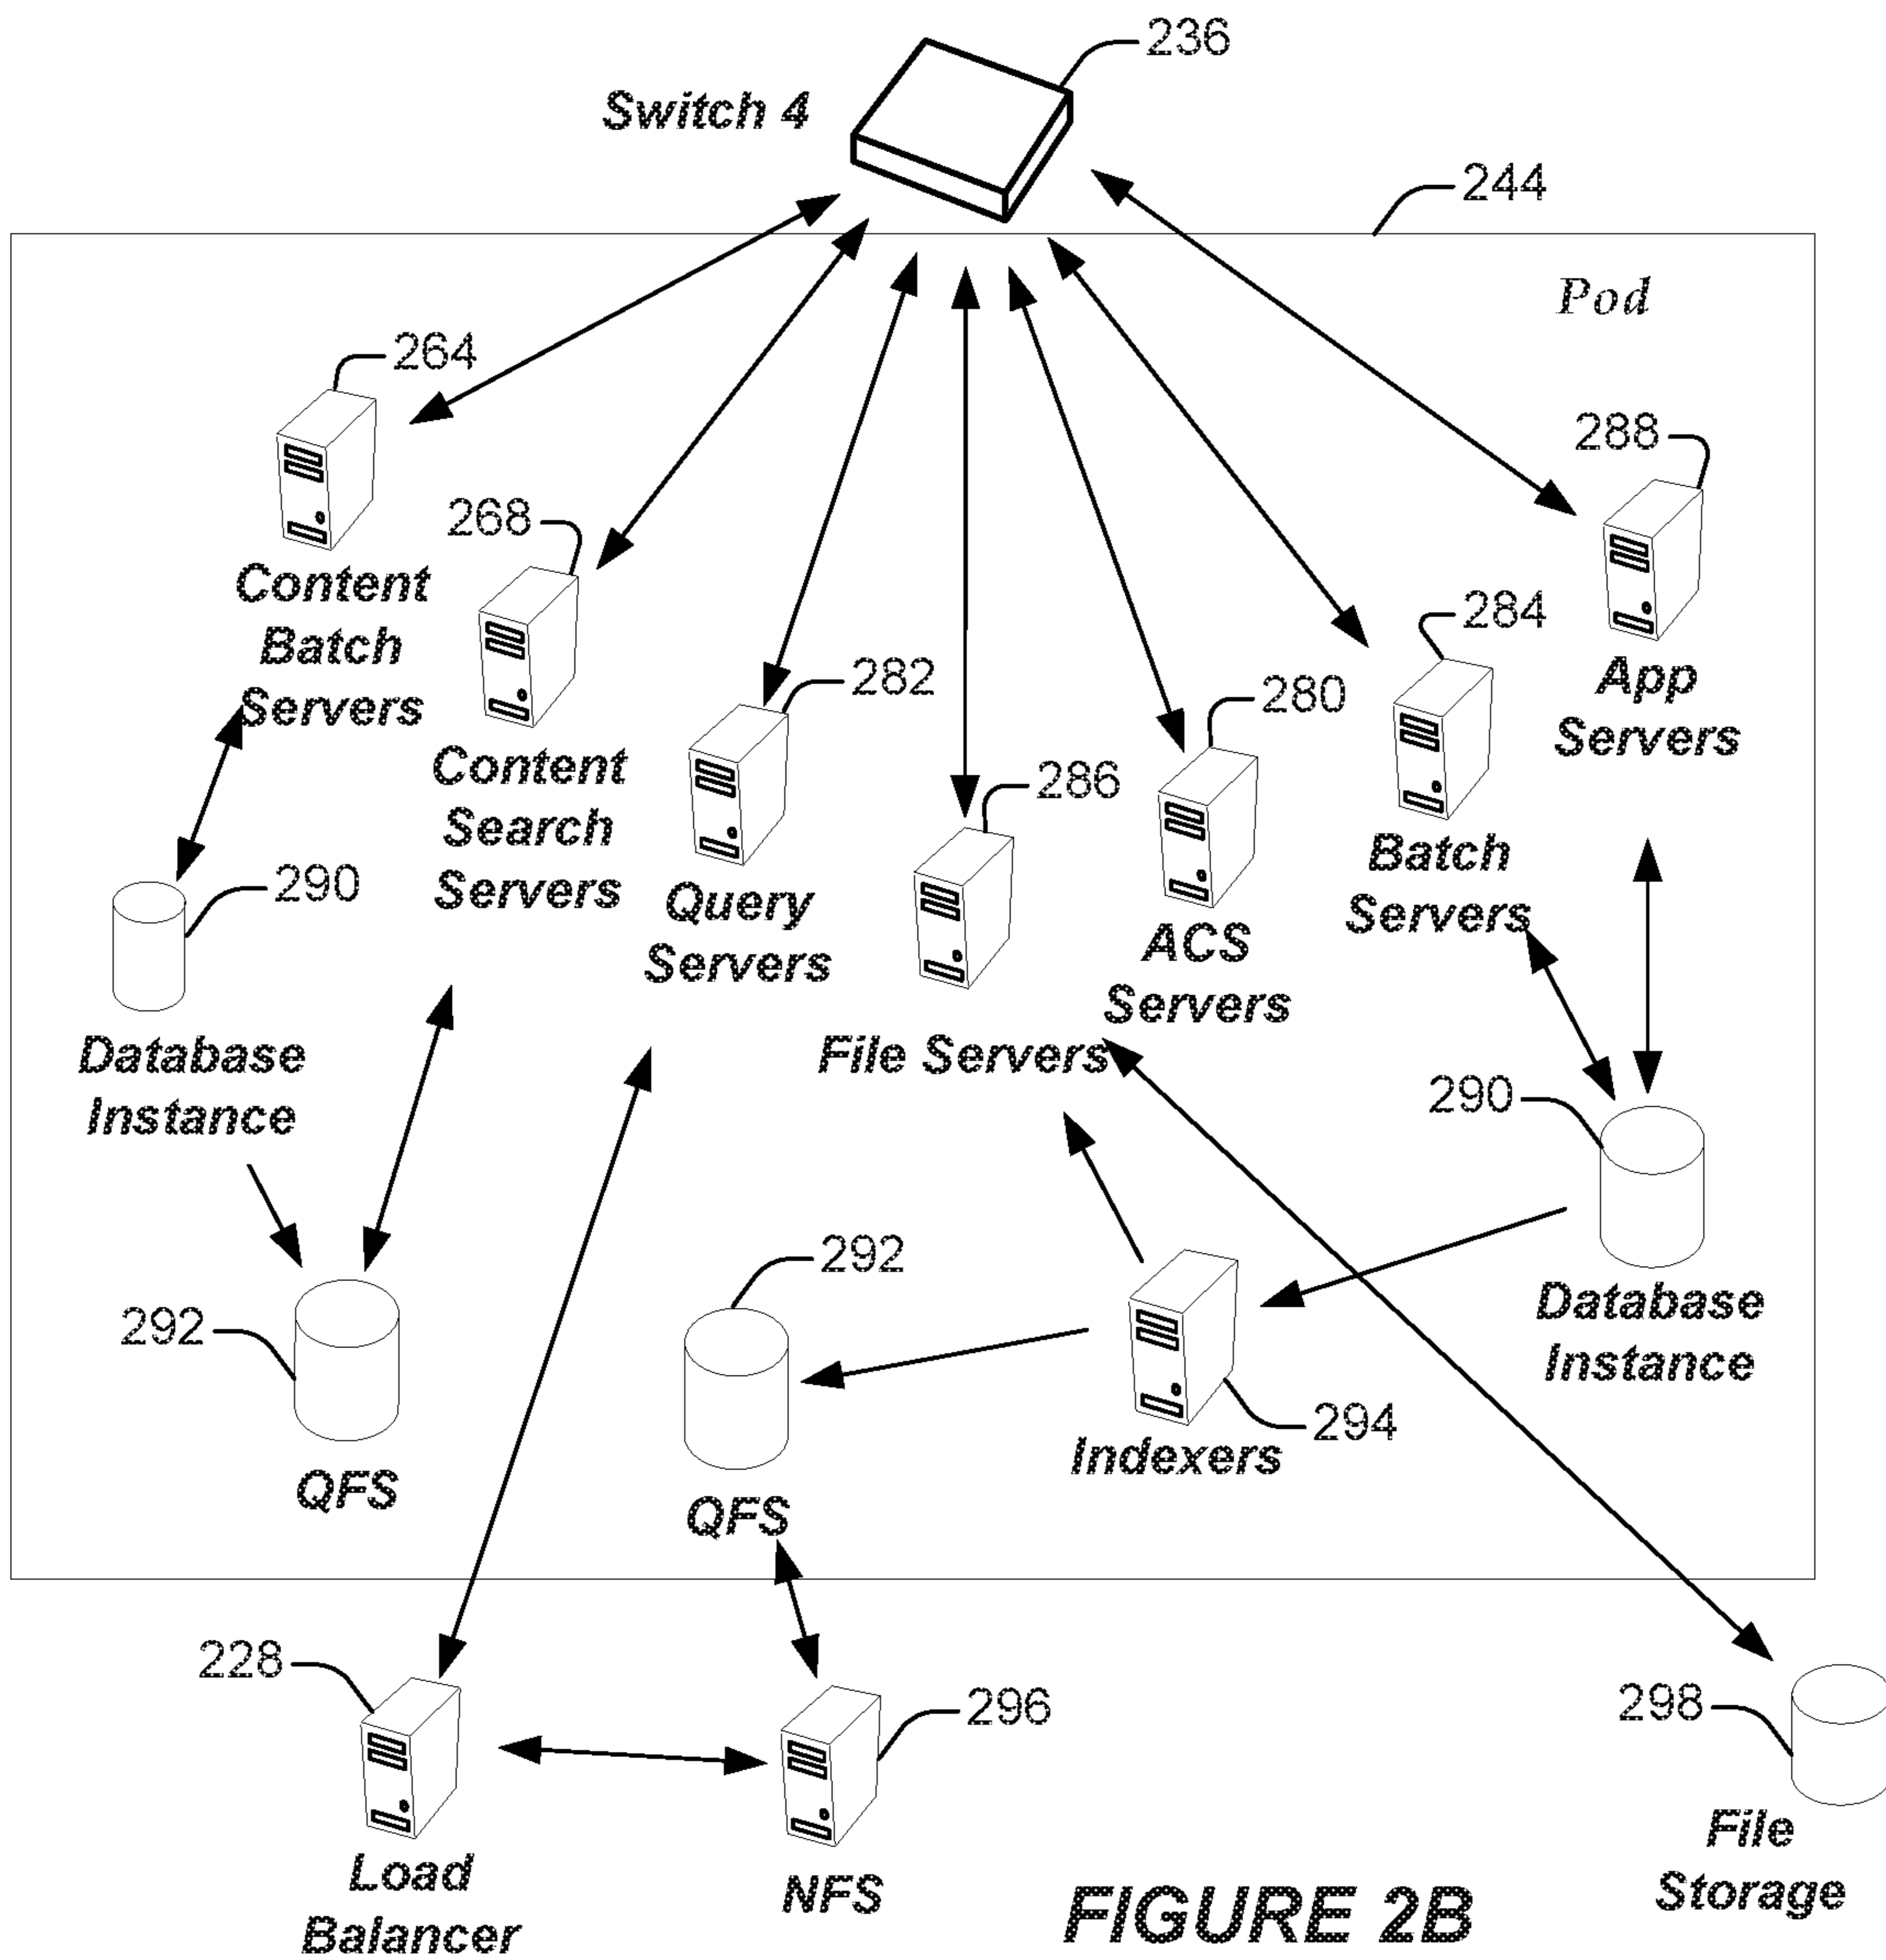 236
Switch 4
244
Pod
264
Content
Batch
Servers
268
Content
Search
Servers
282
Query
Servers
286
File Servers
280
ACS
Servers
284
Batch
Servers
288
App
Servers
290
Database
Instance
290
Database
Instance
292
QFS
292
QFS
294
Indexers
228
Load
Balancer
296
NFS
298
File
Storage
FIGURE 2B